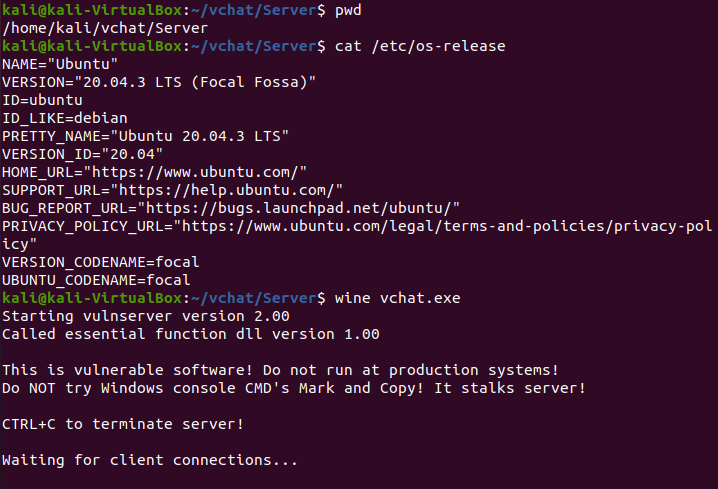 kali@kali-VirtualBox:~/vchat/Server$ pwd
/home/kali/vchat/Server
kali@kali-VirtualBox:~/vchat/Server$ cat /etc/os-release
NAME="Ubuntu"
VERSION="20.04.3 LTS (Focal Fossa)"
ID=ubuntu
ID_LIKE=debian
PRETTY_NAME="Ubuntu 20.04.3 LTS"
VERSION_ID="20.04"
HOME_URL="https://www.ubuntu.com/"
SUPPORT_URL="https://help.ubuntu.com/"
BUG_REPORT_URL="https://bugs.launchpad.net/ubuntu/"
PRIVACY_POLICY_URL="https://www.ubuntu.com/legal/terms-and-policies/privacy-pol
icy"
VERSION_CODENAME=focal
UBUNTU_CODENAME=focal
kali@kali-VirtualBox:~/vchat/Server$ wine vchat.exe
Starting vulnserver version 2.00
Called essential function dll version 1.00

This is vulnerable software! Do not run at production systems!
Do NOT try Windows console CMD's Mark and Copy! It stalks server!

CTRL+C to terminate server!

Waiting for client connections...